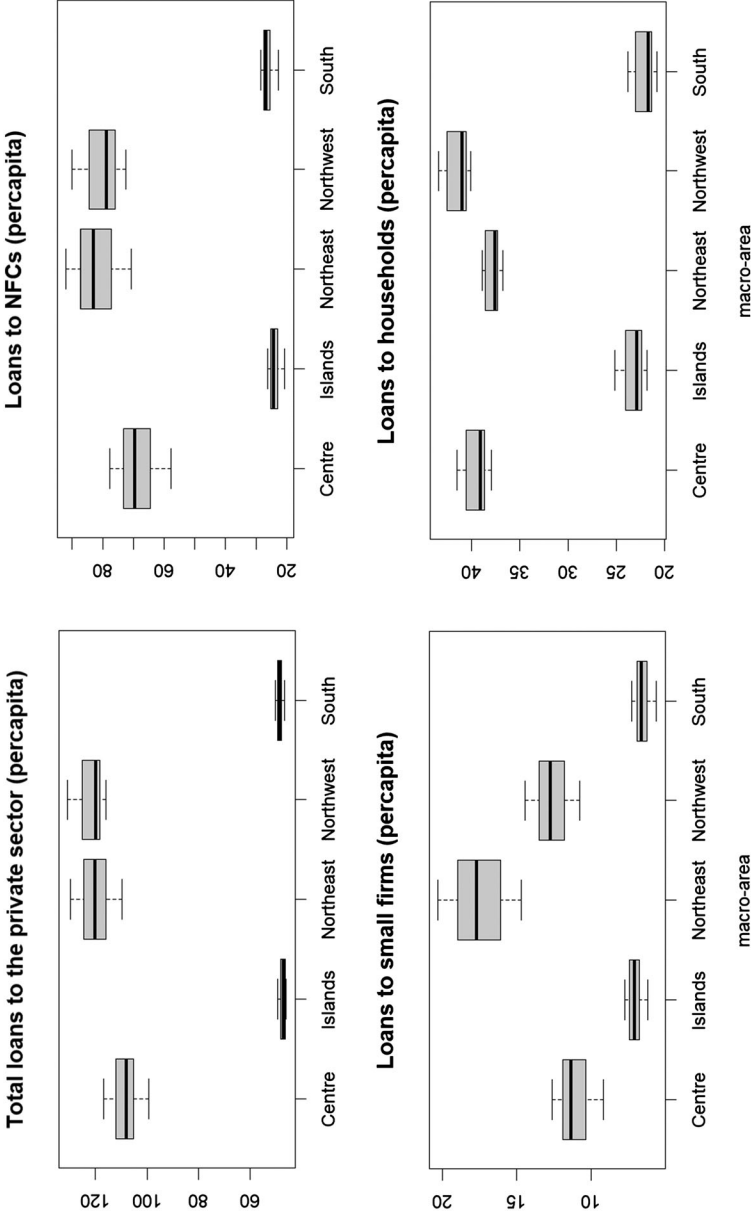 Total loans to the private sector (percapita)
120
100
80
60
Centre
Islands
Northeast
Northwest
South
Loans to NFCs (percapita)
80
60
40
20
Centre
Islands
Northeast
Northwest
South
Loans to small firms (percapita)
20
15
10
Centre
Islands
Northeast
Northwest
South
macro-area
Loans to households (percapita)
40
35
30
25
20
Centre
Islands
Northeast
Northwest
South
macro-area